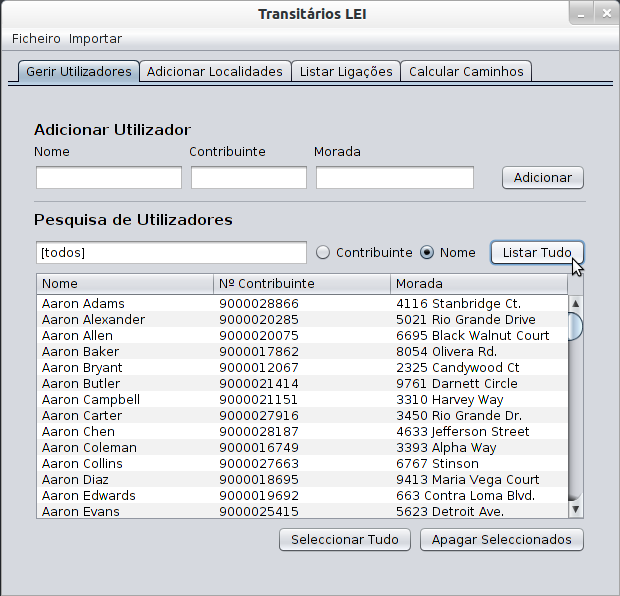 Transitários LEI
Ficheiro Importar
Gerir Utilizadores Adicionar Localidades Listar Ligações Calcular Caminhos
Adicionar Utilizador
Nome Contribuinte Morada
Adicionar
Pesquisa de Utilizadores
[todos] Contribuinte Nome Listar Tudo
Nome Nº Contribuinte Morada
Aaron Adams 9000028866 4116 Stanbridge Ct.
Aaron Alexander 9000020285 5021 Rio Grande Drive
Aaron Allen 9000020075 6695 Black Walnut Court
Aaron Baker 9000017862 8054 Olivera Rd.
Aaron Bryant 9000012067 2325 Candywood Ct
Aaron Butler 9000021414 9761 Darnett Circle
Aaron Campbell 9000021151 3310 Harvey Way
Aaron Carter 9000027916 3450 Rio Grande Dr.
Aaron Chen 9000028187 4633 Jefferson Street
Aaron Coleman 9000016749 3393 Alpha Way
Aaron Collins 9000027663 6767 Stinson
Aaron Diaz 9000018695 9413 Maria Vega Court
Aaron Edwards 9000019692 663 Contra Loma Blvd.
Aaron Evans 9000025415 5623 Detroit Ave.
Seleccionar Tudo Apagar Seleccionados